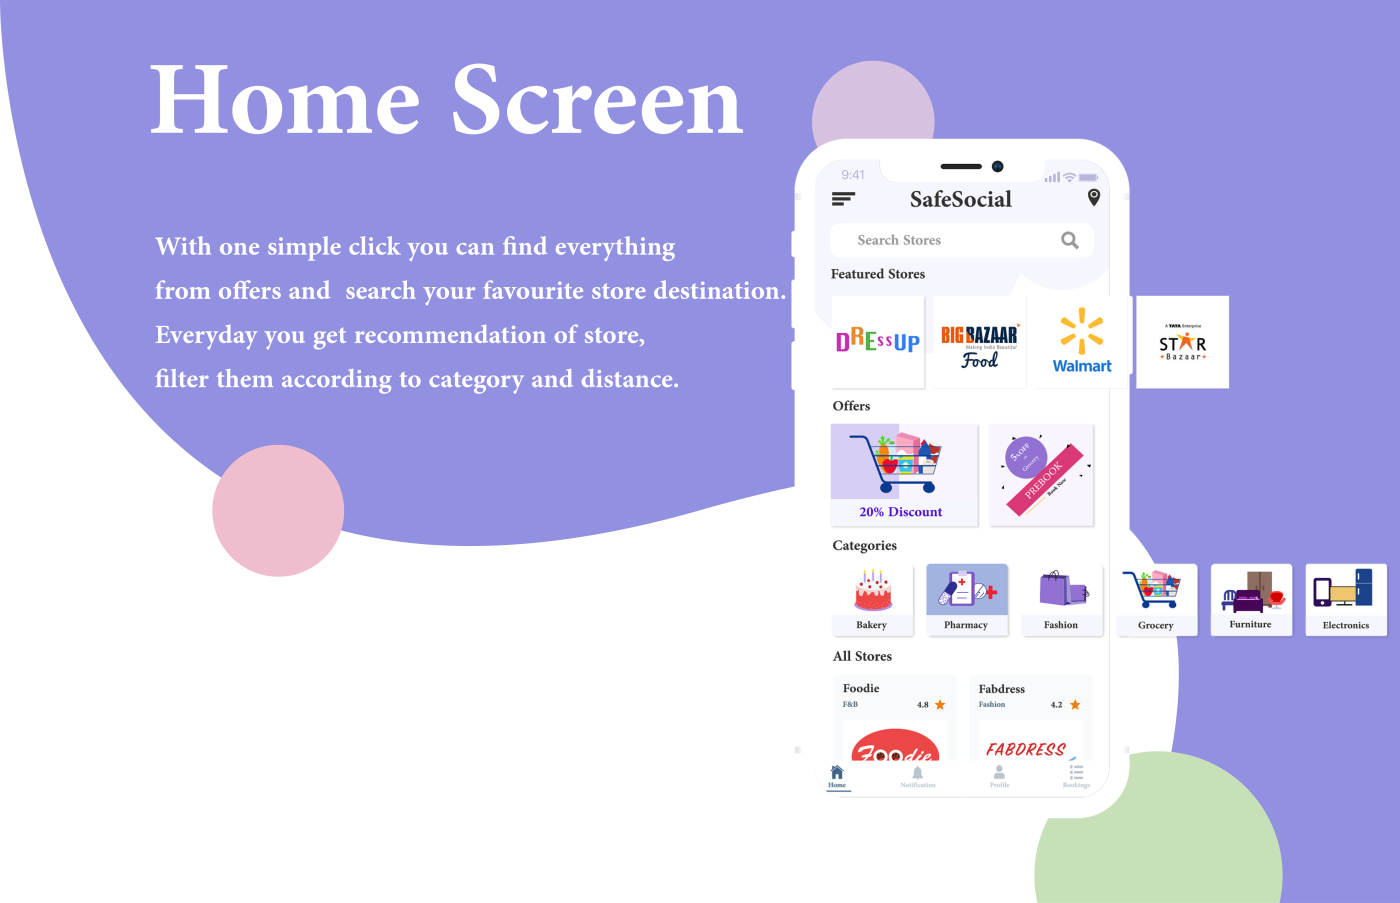 Home Screen
With one simple click you can find everything
from offers and search your favourite store destination.
Everyday you get recommendation of store,
filter them according to category and distance.
9:41
SafeSocial
Search Stores
Featured Stores
DRESSUP
BIG BAZAAR
Making India Beautiful
Food
Walmart
A TATA Enterprise
STAR
Bazaar
Offers
20% Discount
5% OFF
on
Grocery
PREBOOK
Book Now
Categories
Bakery
Pharmacy
Fashion
Grocery
Furniture
Electronics
All Stores
Foodie
F&B 4.8
Foodie
Fabdress
Fashion 4.2
FABDRESS
Home
Notification
Profile
Bookings